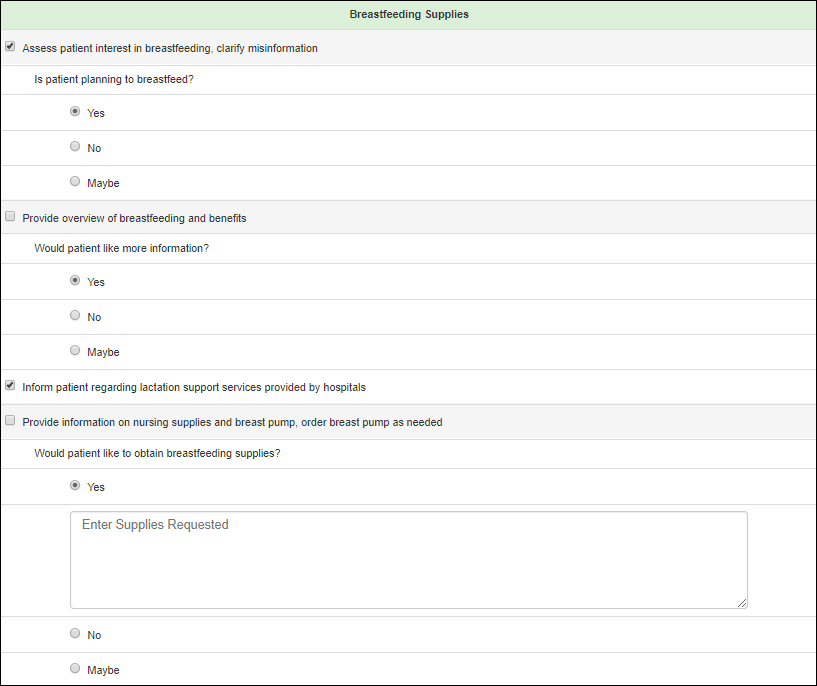 Breastfeeding Supplies
Assess patient interest in breastfeeding, clarify misinformation
Is patient planning to breastfeed?
Yes
No
Maybe
Provide overview of breastfeeding and benefits
Would patient like more information?
Yes
No
Maybe
Inform patient regarding lactation support services provided by hospitals
Provide information on nursing supplies and breast pump, order breast pump as needed
Would patient like to obtain breastfeeding supplies?
Yes
Enter Supplies Requested
No
Maybe